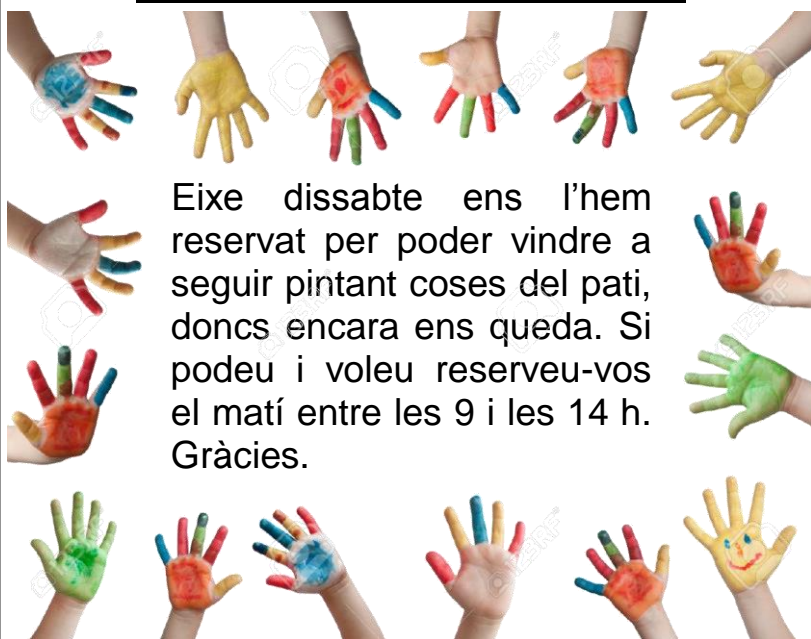 Eixe dissabte ens l’hem
reservat per poder vindre a
seguir pintant coses del pati,
doncs encara ens queda. Si
podeu i voleu reserveu-vos
el matí entre les 9 i les 14 h.
Gràcies.
123RF